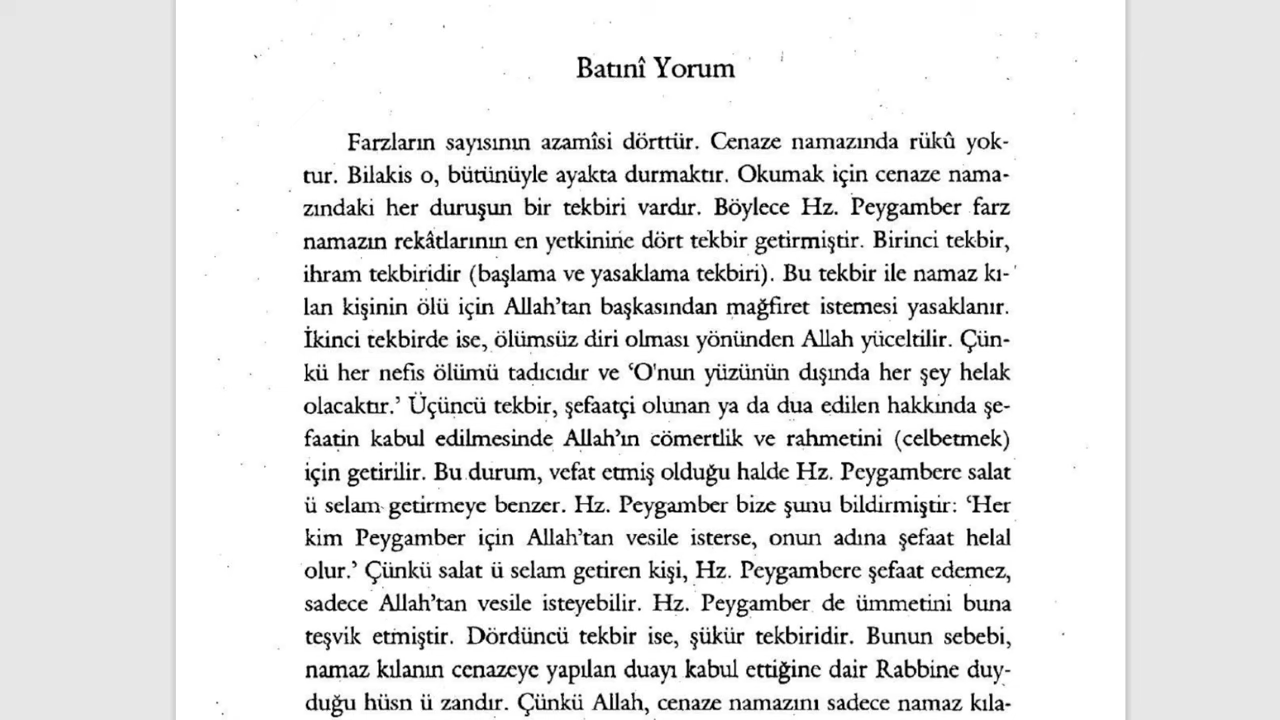 Batınî Yorum
Farzların sayısının azamîsi dörttür. Cenaze namazında rükû yok-
tur. Bilakis o, bütünüyle ayakta durmaktır. Okumak için cenaze nama-
zındaki her duruşun bir tekbiri vardır. Böylece Hz. Peygamber farz
namazın rekâtlarının en yetkinine dört tekbir getirmiştir. Birinci tekbir,
ihram tekbiridir (başlama ve yasaklama tekbiri). Bu tekbir ile namaz kı-
lan kişinin ölü için Allah’tan başkasından mağfiret istemesi yasaklanır.
İkinci tekbirde ise, ölümsüz diri olması yönünden Allah yüceltilir. Çün-
kü her nefis ölümü tadıcıdır ve ‘O'nun yüzünün dışında her şey helak
olacaktır.’ Üçüncü tekbir, şefaatçi olunan ya da dua edilen hakkında şe-
faatin kabul edilmesinde Allah’ın cömertlik ve rahmetini (celbetmek)
için getirilir. Bu durum, vefat etmiş olduğu halde Hz. Peygambere salat
ü selam getirmeye benzer. Hz. Peygamber bize şunu bildirmiştir: ‘Her
kim Peygamber için Allah’tan vesile isterse, onun adına şefaat helal
olur.’ Çünkü salat ü selam getiren kişi, Hz. Peygambere şefaat edemez,
sadece Allah’tan vesile isteyebilir. Hz. Peygamber de ümmetini buna
teşvik etmiştir. Dördüncü tekbir ise, şükür tekbiridir. Bunun sebebi,
namaz kılanın cenazeye yapılan duayı kabul ettiğine dair Rabbine duy-
duğu hüsn ü zandır. Çünkü Allah, cenaze namazını sadece namaz kıla-